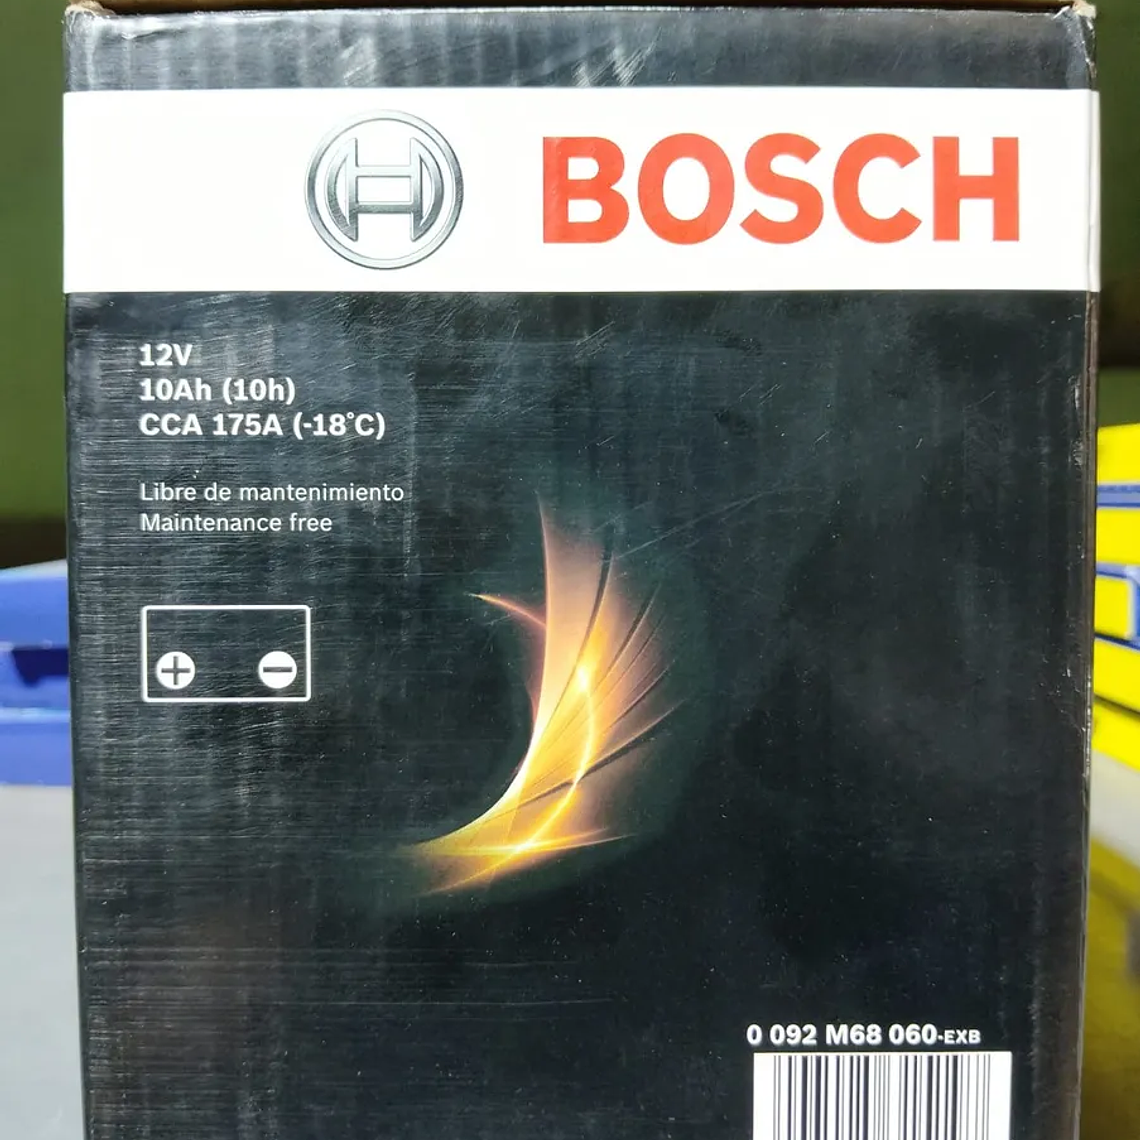 BOSCH
12V
10Ah (10h)
CCA 175A (-18°C)
Libre de mantenimiento
Maintenance free
0 092 M68 060-EXB